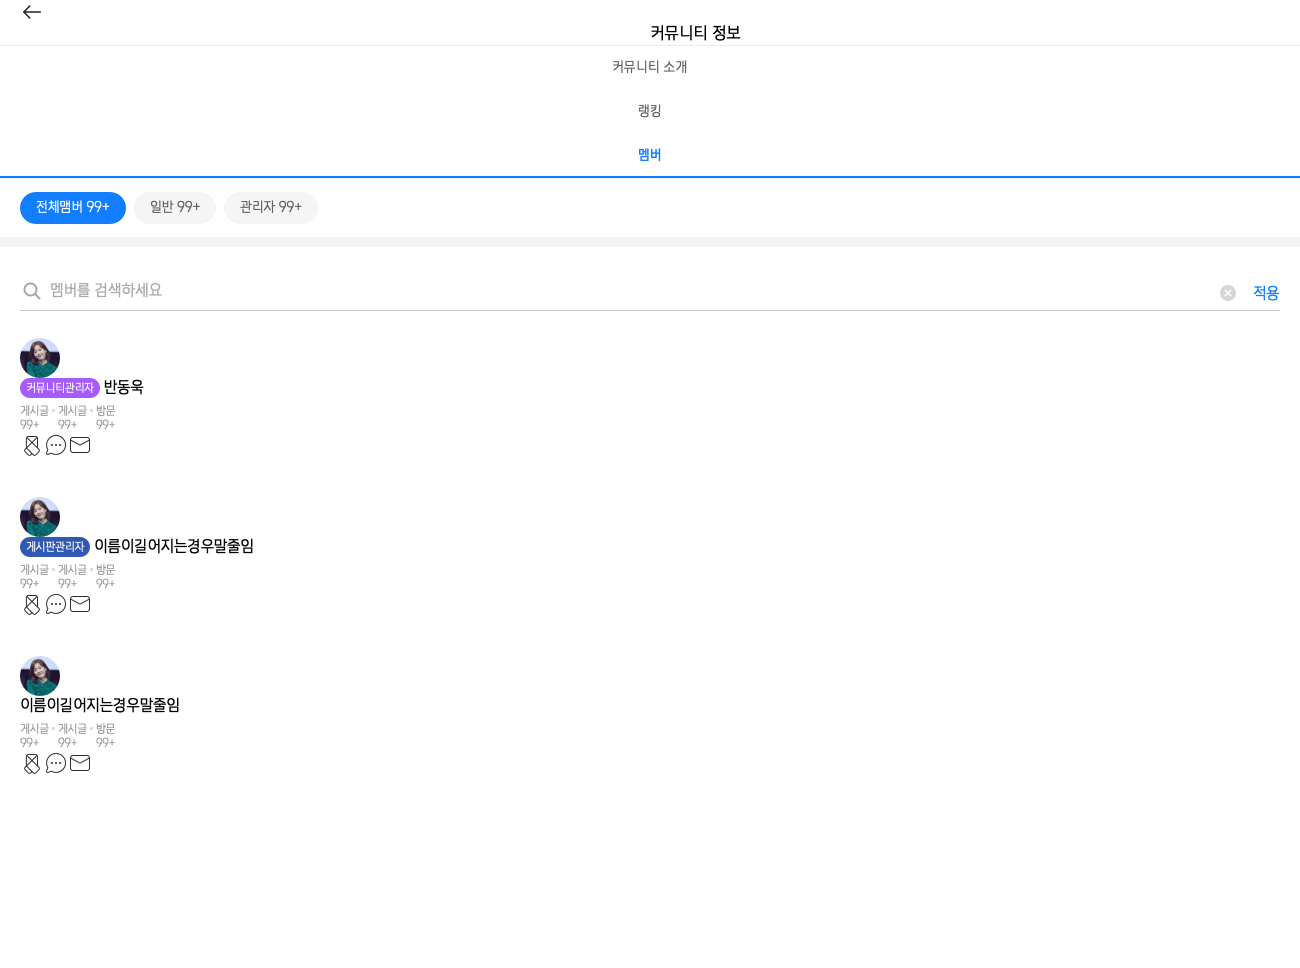 커뮤니티 정보
커뮤니티 소개
랭킹
멤버
전체맴버 99+ 일반 99+ 관리자 99+
멤버를 검색하세요 적용
커뮤니티관리자 반동욱
게시글 게시글 방문
99+ 99+ 99+
게시판관리자 이름이길어지는경우말줄임
게시글 게시글 방문
99+ 99+ 99+
이름이길어지는경우말줄임
게시글 게시글 방문
99+ 99+ 99+